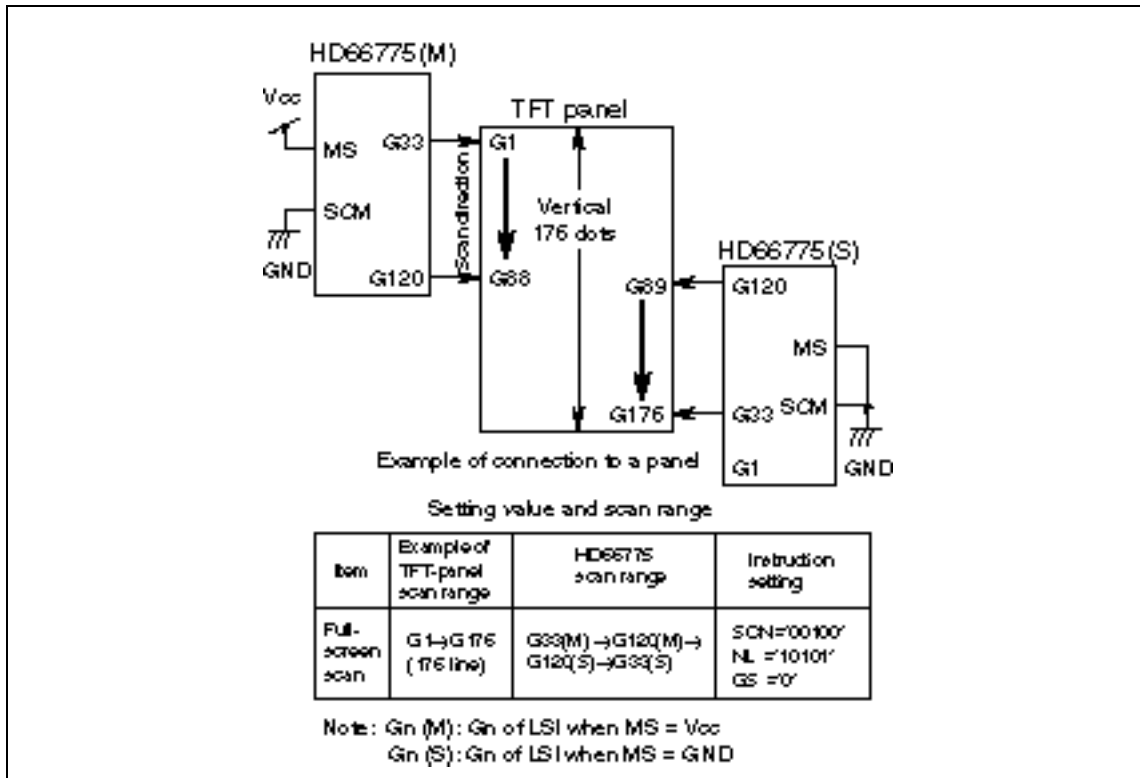 HD66775(M)
Vcc
TFT panel
MS
G33
G1
Scan direction
SCM
Vertical
176 dots
GND
G120
G88
HD66775(S)
G89
G120
MS
G176
G33
SCM
G1
GND
Example of connection to a panel
Setting value and scan range
Item
Example of
TFT-panel
scan range
HD66775
scan range
Instruction
setting
Full-
screen
scan
G1→G176
(176 line)
G33(M)→G120(M)→
G120(S)→G33(S)
SCN='00100'
NL ='10101'
GS ='0'
Note: Gn (M): Gn of LSI when MS = Vcc
Gn (S): Gn of LSI when MS = GND